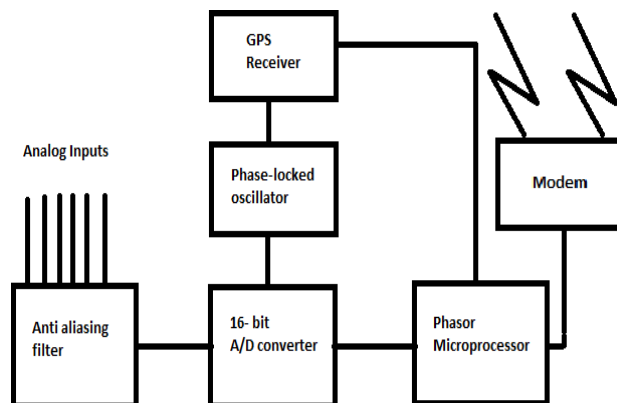 GPS
Receiver
Analog Inputs
Phase-locked
oscillator
Modem
Anti aliasing
filter
16- bit
A/D converter
Phasor
Microprocessor